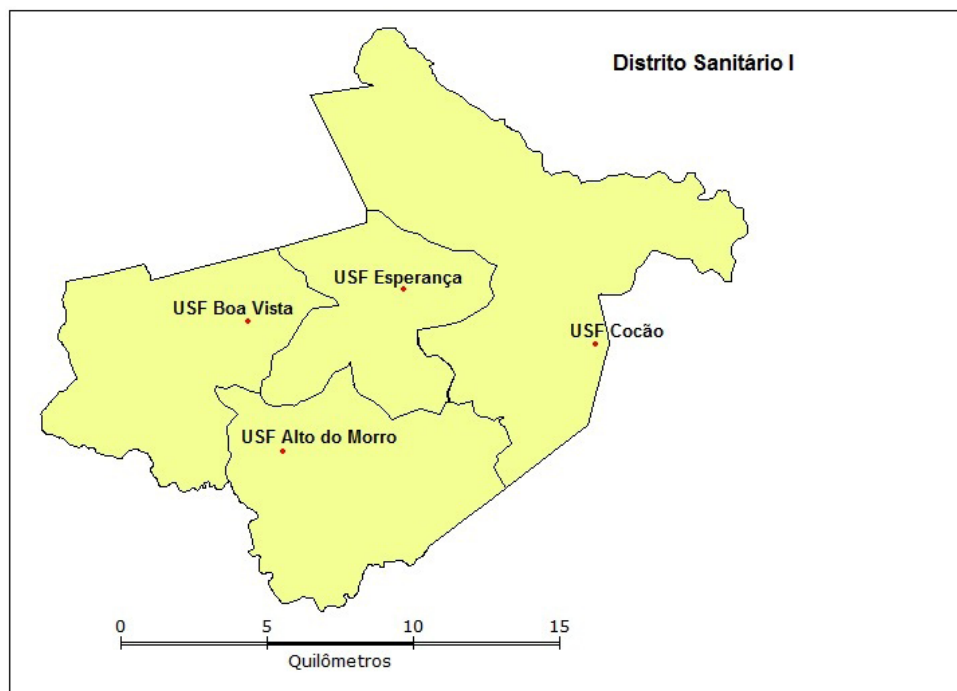 Distrito Sanitário I
USF Esperança
USF Boa Vista
USF Cocão
USF Alto do Morro
0 5 10 15
Quilômetros